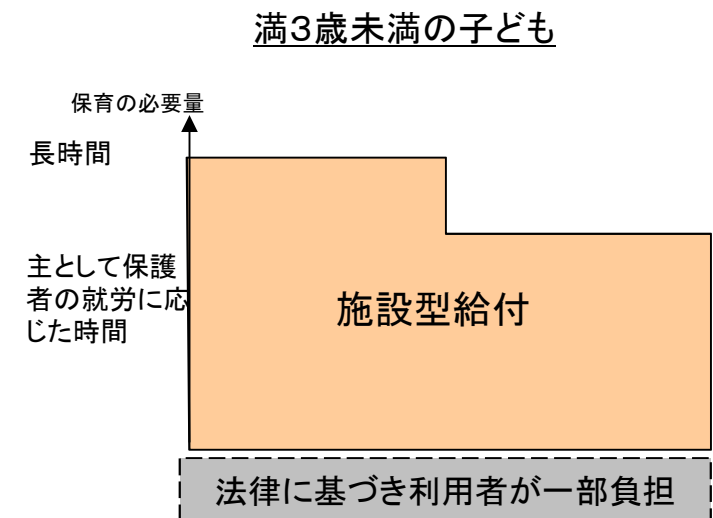 満3歳未満の子ども
保育の必要量
長時間
主として保護
者の就労に応
じた時間
施設型給付
法律に基づき利用者が一部負担